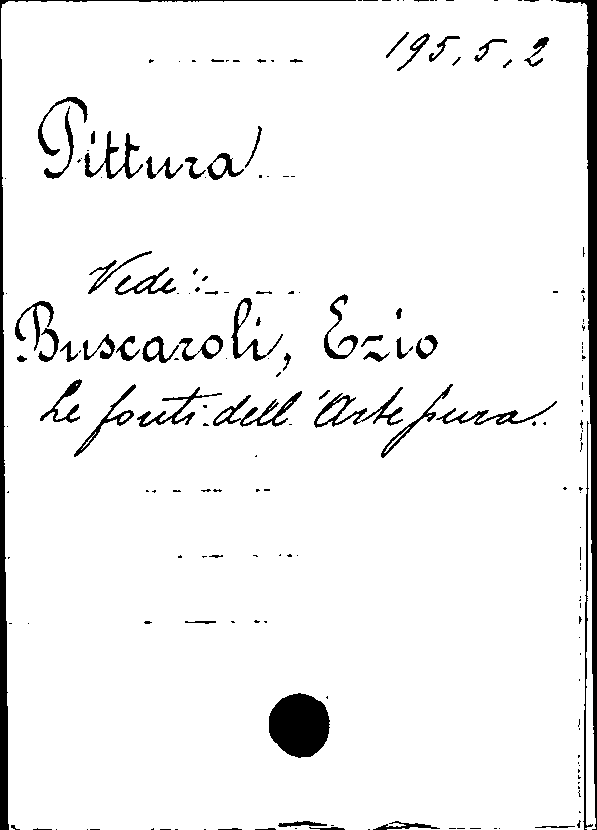 195, 5, 2
Pittura
Vedi:
Buscaroli, Ezio
Le fonti dell'Arte pura.